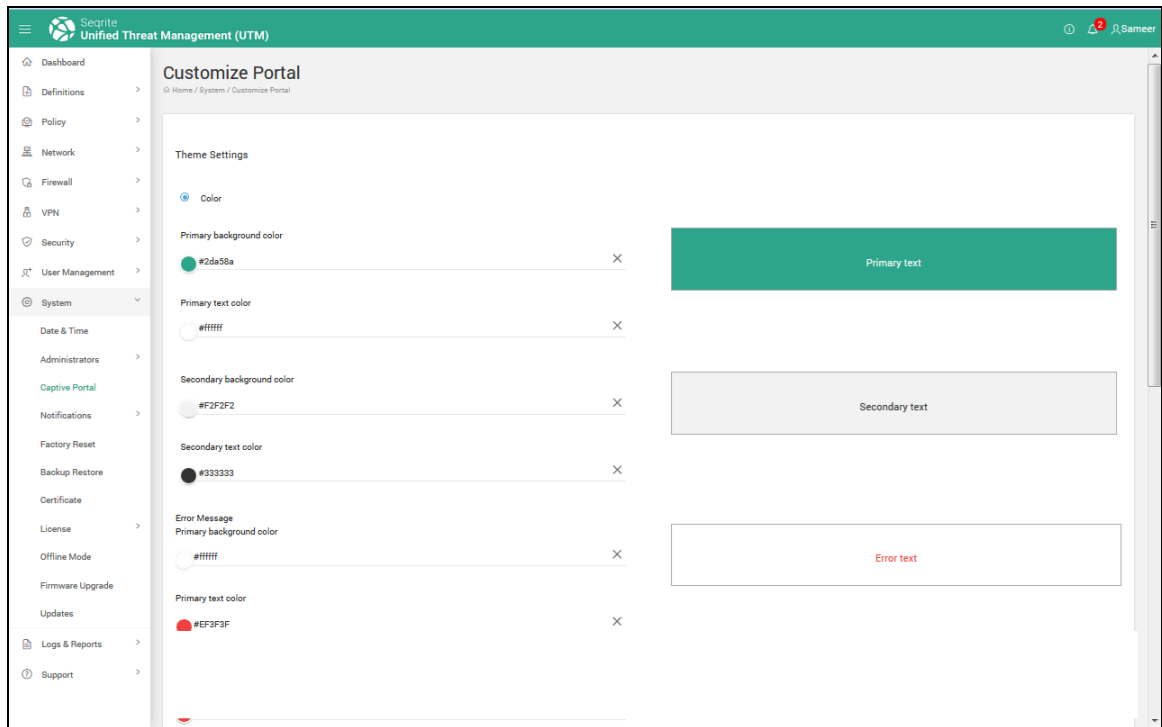 Seqrite
Unified Threat Management (UTM)
2
Sameer
Dashboard
Definitions
Policy
Network
Firewall
VPN
Security
User Management
System
Date & Time
Administrators
Captive Portal
Notifications
Factory Reset
Backup Restore
Certificate
License
Offline Mode
Firmware Upgrade
Updates
Logs & Reports
Support
Customize Portal
Home / System / Customize Portal
Theme Settings
Color
Primary background color
#2da58a
Primary text
Primary text color
#ffffff
Secondary background color
#F2F2F2
Secondary text
Secondary text color
#333333
Error Message
Primary background color
#ffffff
Error text
Primary text color
#EF3F3F